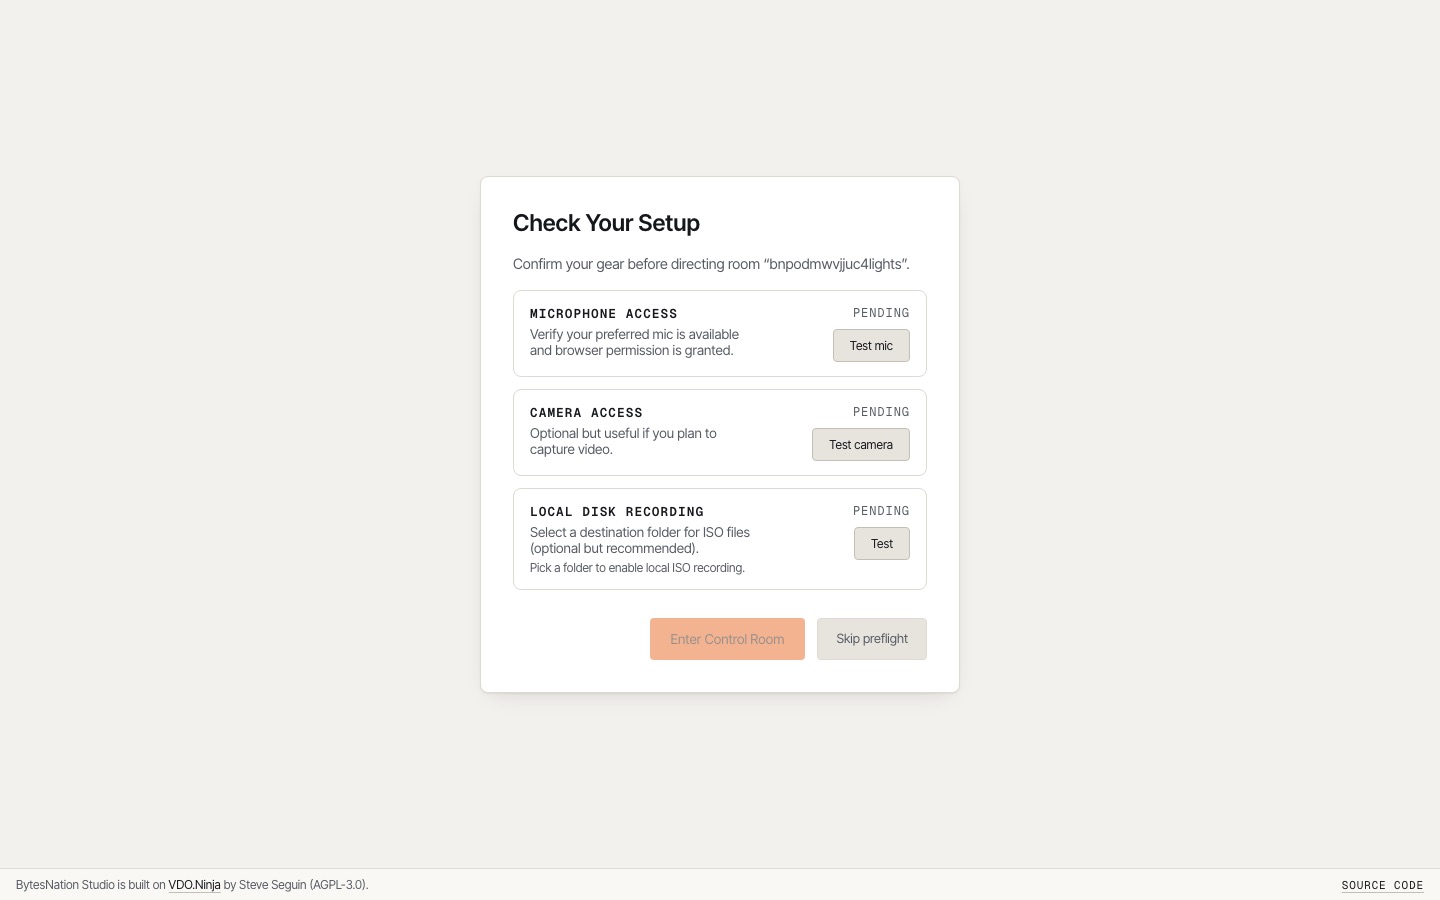 Check Your Setup
Confirm your gear before directing room “bnpodmwvjjuc4lights”.
MICROPHONE ACCESS
PENDING
Verify your preferred mic is available
and browser permission is granted.
Test mic
CAMERA ACCESS
PENDING
Optional but useful if you plan to
capture video.
Test camera
LOCAL DISK RECORDING
PENDING
Select a destination folder for ISO files
(optional but recommended).
Test
Pick a folder to enable local ISO recording.
Enter Control Room
Skip preflight
BytesNation Studio is built on VDO.Ninja by Steve Seguin (AGPL-3.0).
SOURCE CODE